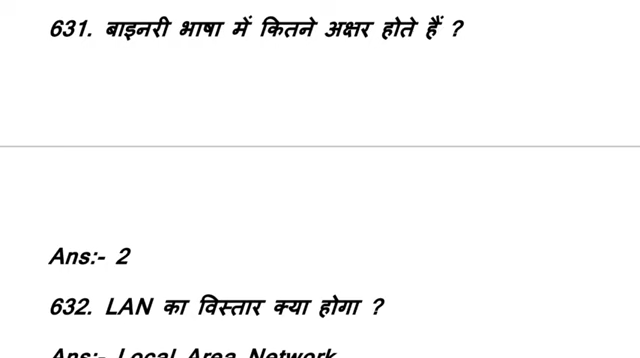 631. बाइनरी भाषा में कितने अक्षर होते हैं ?
Ans:- 2
632. LAN का विस्तार क्या होगा ?
Ans:- Local Area Network